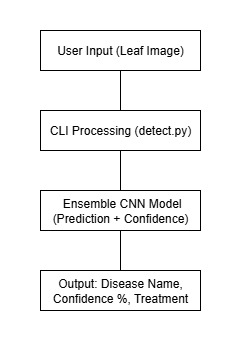 User Input (Leaf Image)
CLI Processing (detect.py)
Ensemble CNN Model
(Prediction + Confidence)
Output: Disease Name,
Confidence %, Treatment